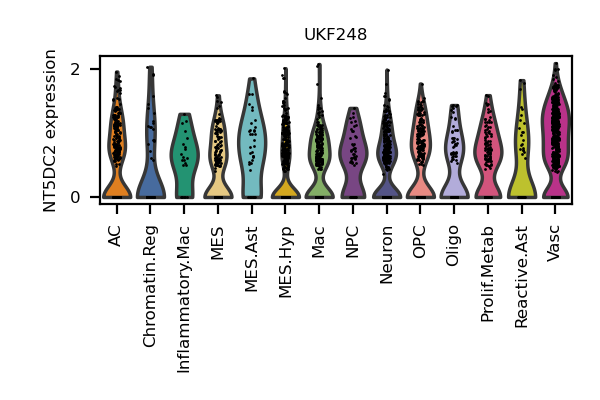 UKF248
NT5DC2 expression
2
0
AC
Chromatin.Reg
Inflammatory.Mac
MES
MES.Ast
MES.Hyp
Mac
NPC
Neuron
OPC
Oligo
Prolif.Metab
Reactive.Ast
Vasc